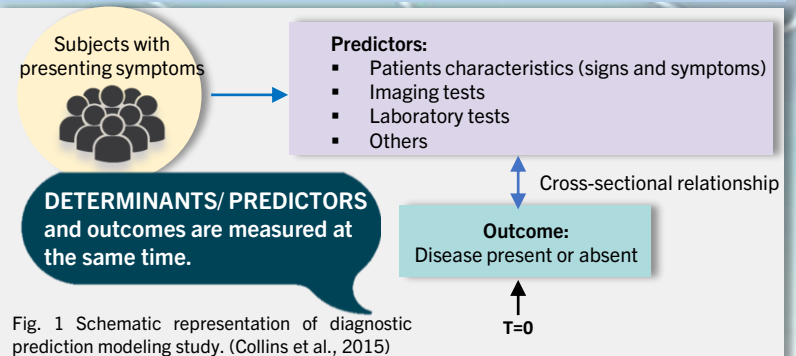 Subjects with
presenting symptoms
Predictors:
▪ Patients characteristics (signs and symptoms)
▪ Imaging tests
▪ Laboratory tests
▪ Others
Cross-sectional relationship
DETERMINANTS/ PREDICTORS
and outcomes are measured at
the same time.
Outcome:
Disease present or absent
T=0
Fig. 1 Schematic representation of diagnostic
prediction modeling study. (Collins et al., 2015)